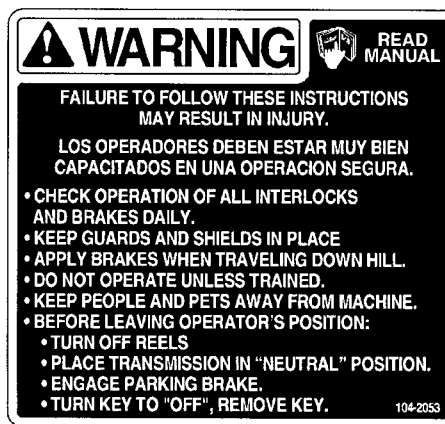 WARNING
READ
MANUAL
FAILURE TO FOLLOW THESE INSTRUCTIONS
MAY RESULT IN INJURY.
LOS OPERADORES DEBEN ESTAR MUY BIEN
CAPACITADOS EN UNA OPERACION SEGURA.
• CHECK OPERATION OF ALL INTERLOCKS
AND BRAKES DAILY.
• KEEP GUARDS AND SHIELDS IN PLACE
• APPLY BRAKES WHEN TRAVELING DOWN HILL.
• DO NOT OPERATE UNLESS TRAINED.
• KEEP PEOPLE AND PETS AWAY FROM MACHINE.
• BEFORE LEAVING OPERATOR'S POSITION:
• TURN OFF REELS
• PLACE TRANSMISSION IN "NEUTRAL" POSITION.
• ENGAGE PARKING BRAKE.
• TURN KEY TO "OFF", REMOVE KEY.
104-2053